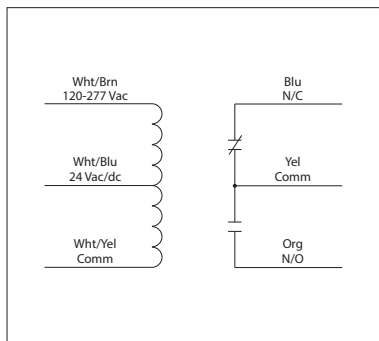 Wht/Brn
120-277 Vac
Wht/Blu
24 Vac/dc
Wht/Yel
Comm
Blu
N/C
Yel
Comm
Org
N/O